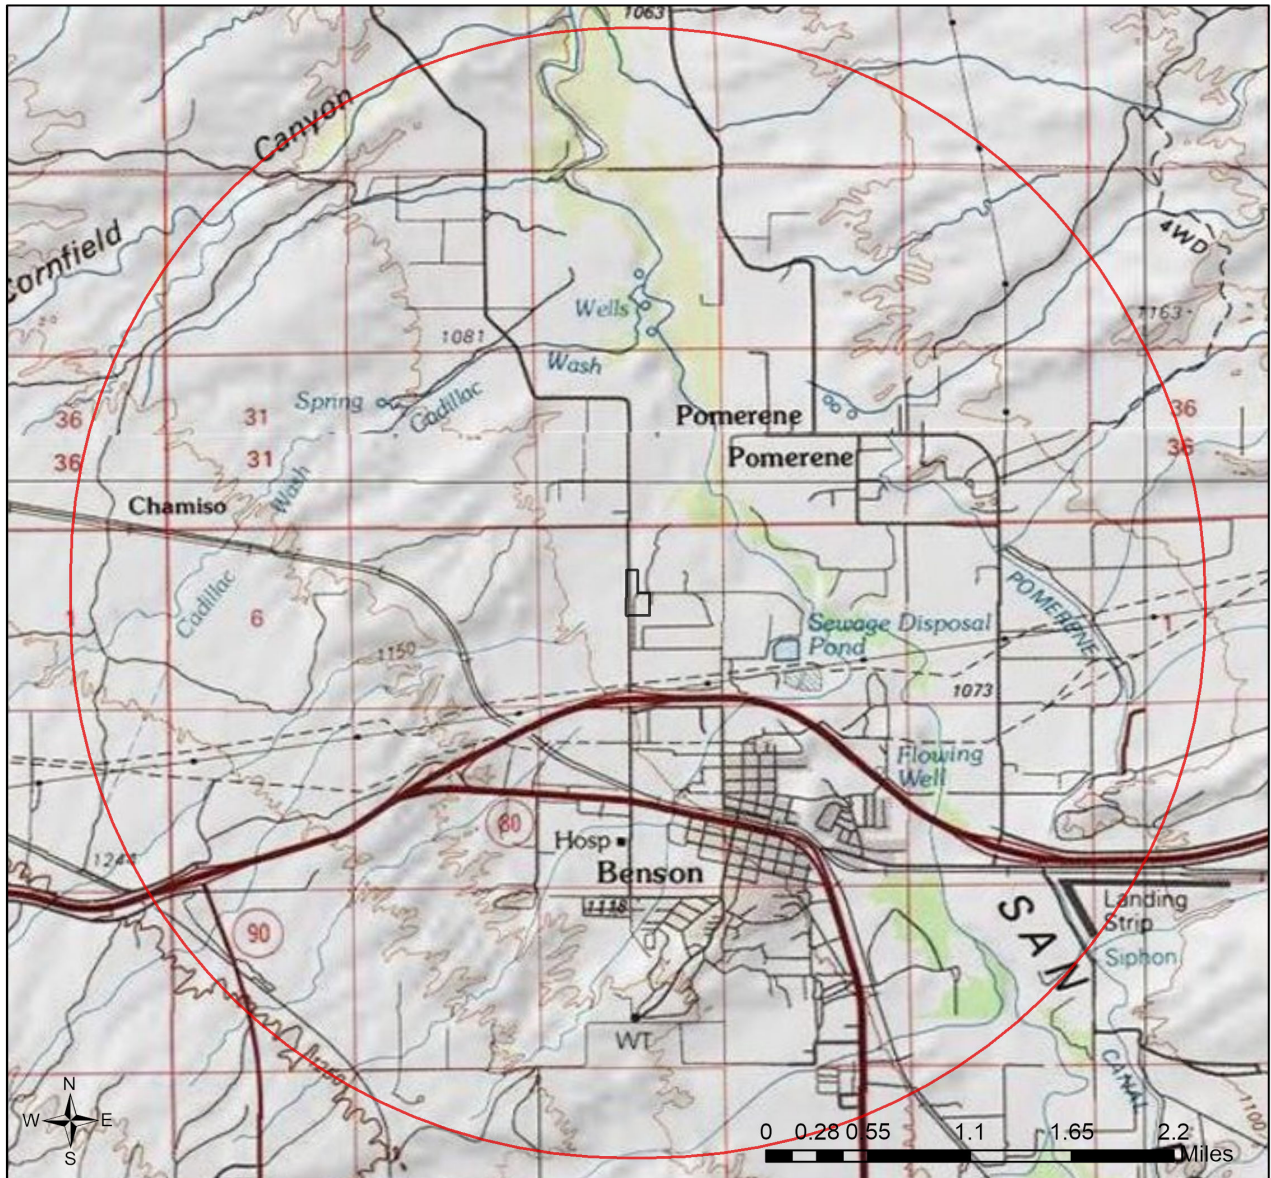 1063
Canyon
Cornfield
4WD
Wells
1163
1081
Wash
Spring
Cadillac
36
31
Pomerene
36
36
31
Pomerene
36
Wash
Chamiso
Cadillac
POMERENE
1
6
Sewage Disposal
Pond
1
1150
1073
Flowing
Well
80
Hosp
1244
Benson
1118
90
SAN
Landing
Strip
Siphon
WT
1250
CANAL
1100
N
W E
S
0 0.28 0.55 1.1 1.65 2.2
Miles